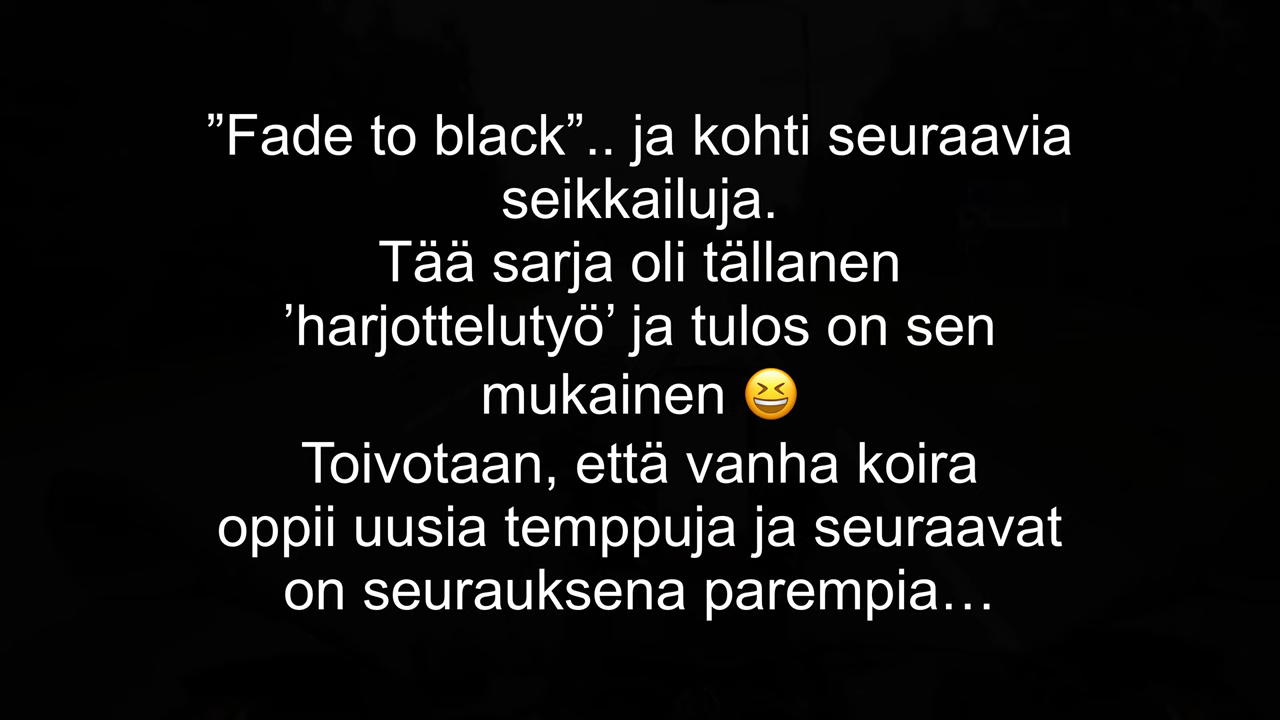 ”Fade to black”.. ja kohti seuraavia
seikkailuja.
Tää sarja oli tällanen
’harjottelutyö’ ja tulos on sen
mukainen 😆
Toivotaan, että vanha koira
oppii uusia temppuja ja seuraavat
on seurauksena parempia…